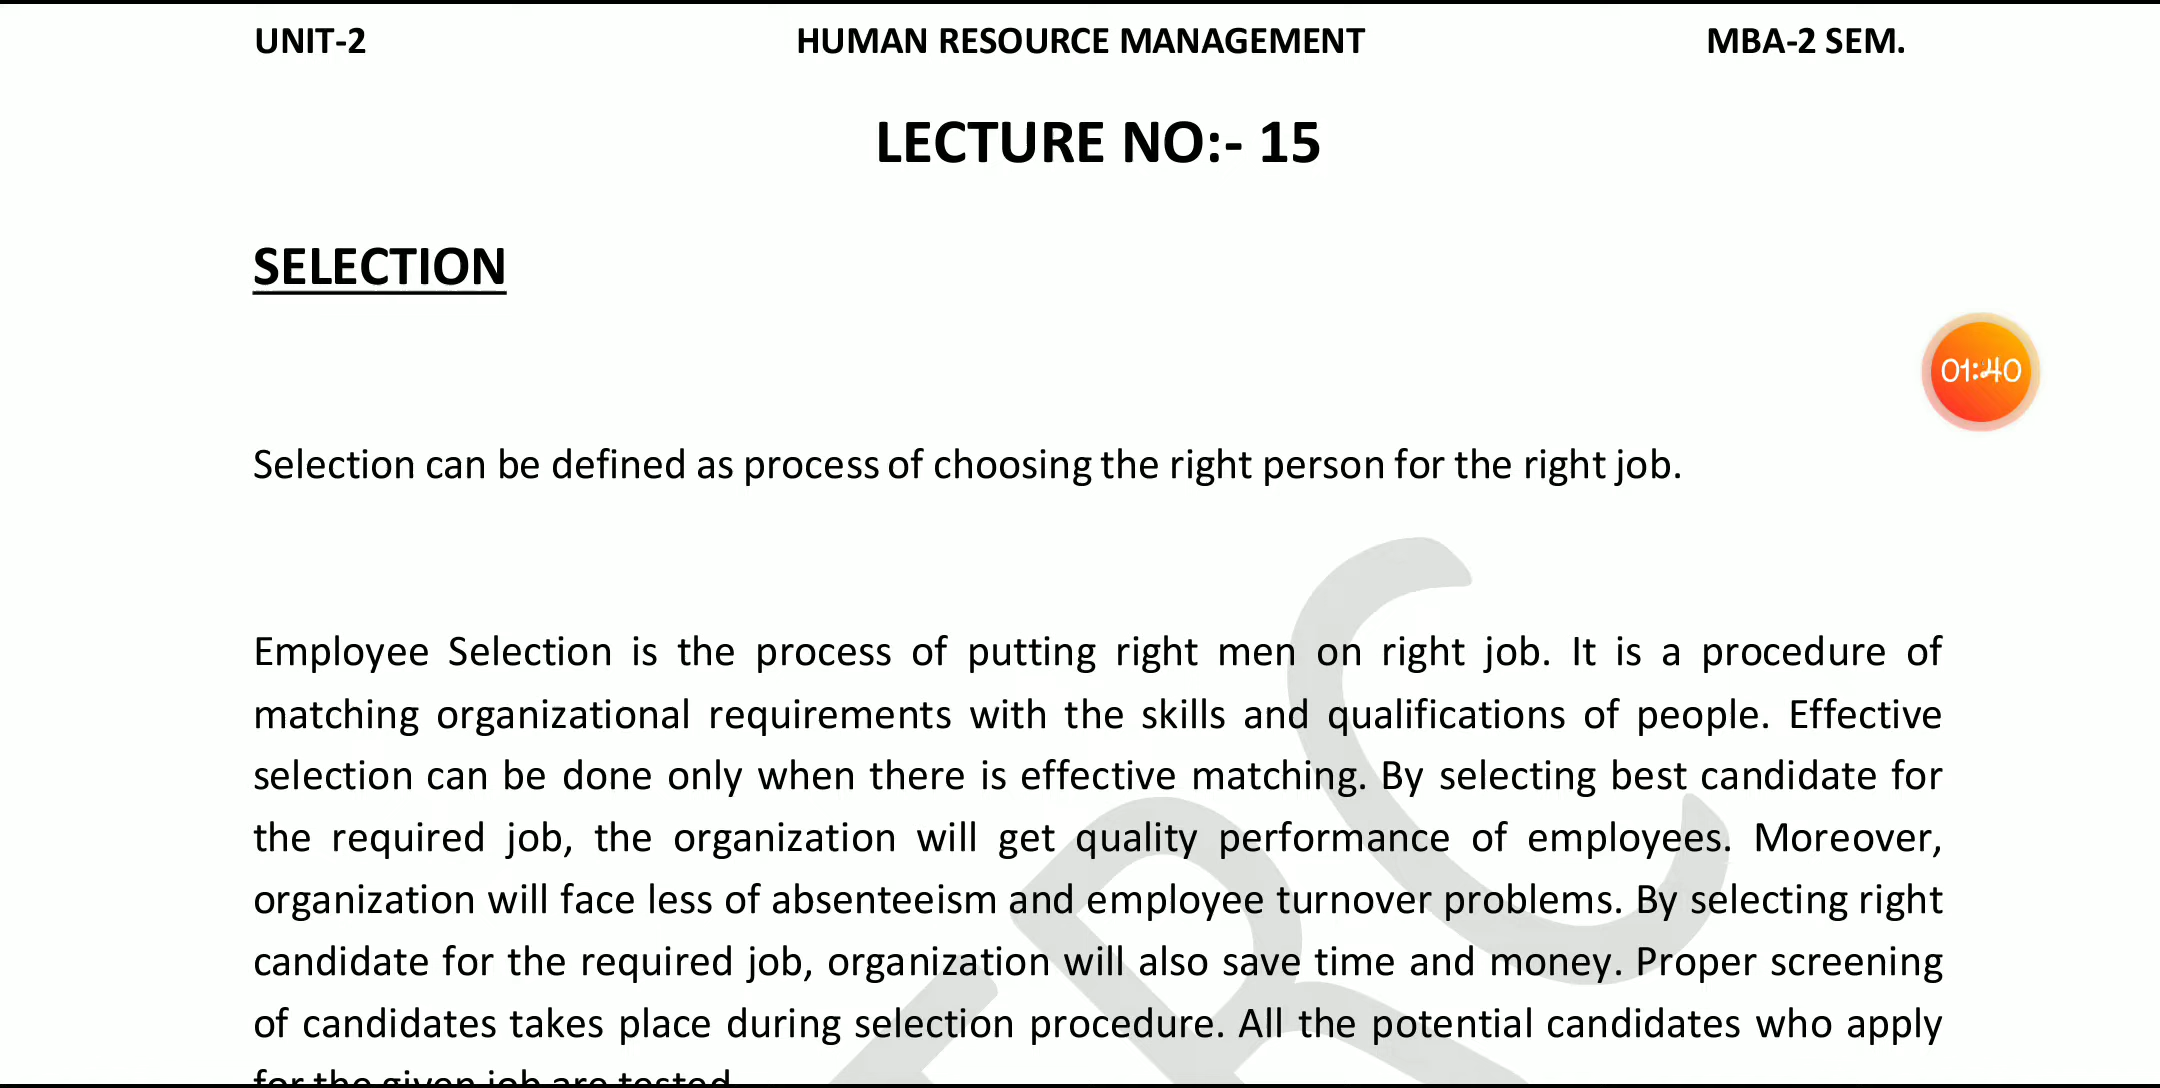 UNIT-2 HUMAN RESOURCE MANAGEMENT MBA-2 SEM.
LECTURE NO:- 15
SELECTION
01:40
Selection can be defined as process of choosing the right person for the right job.
Employee Selection is the process of putting right men on right job. It is a procedure of
matching organizational requirements with the skills and qualifications of people. Effective
selection can be done only when there is effective matching. By selecting best candidate for
the required job, the organization will get quality performance of employees. Moreover,
organization will face less of absenteeism and employee turnover problems. By selecting right
candidate for the required job, organization will also save time and money. Proper screening
of candidates takes place during selection procedure. All the potential candidates who apply
for the given job are tested.